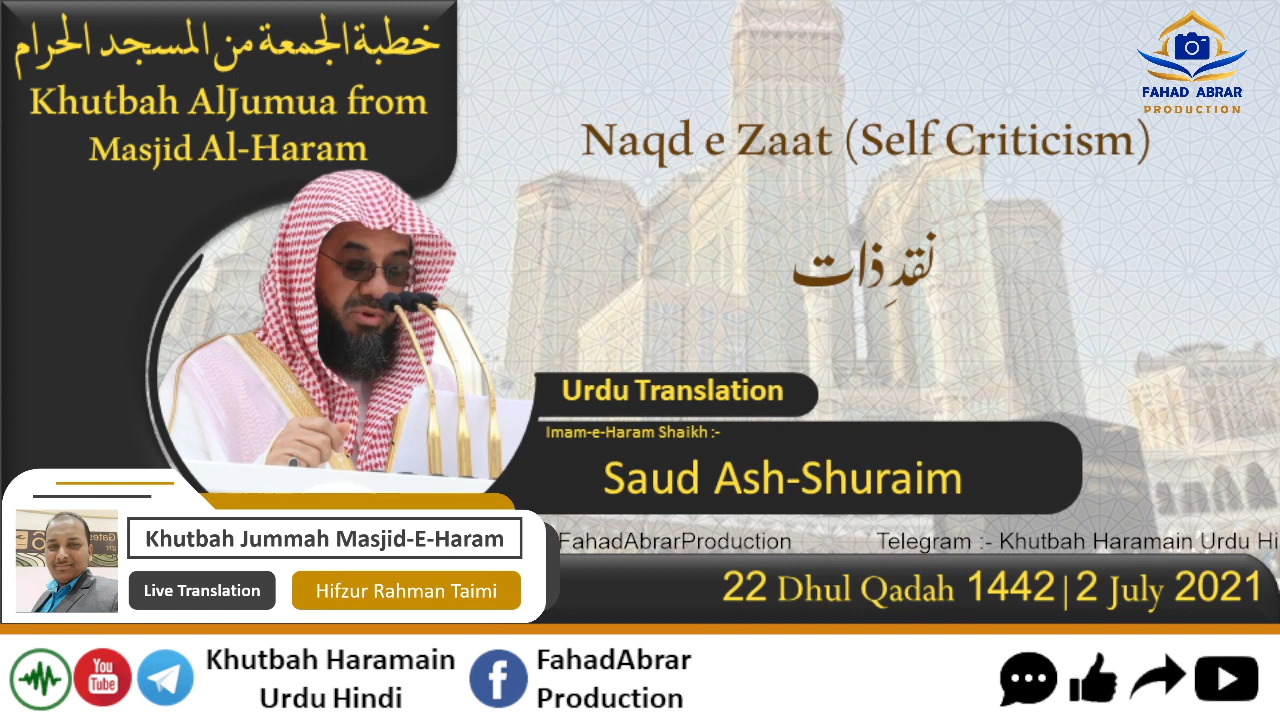 خطبة الجمعة من المسجد الحرام
Khutbah AlJumua from
Masjid Al-Haram
FAHAD ABRAR
PRODUCTION
Naqd e Zaat (Self Criticism)
نقدِ ذات
Urdu Translation
Imam-e-Haram Shaikh :-
Saud Ash-Shuraim
Khutbah Jummah Masjid-E-Haram
Live Translation
Hifzur Rahman Taimi
FahadAbrarProduction Telegram :- Khutbah Haramain Urdu Hi
22 Dhul Qadah 1442 | 2 July 2021
You
Tube
Khutbah Haramain
Urdu Hindi
f
FahadAbrar
Production